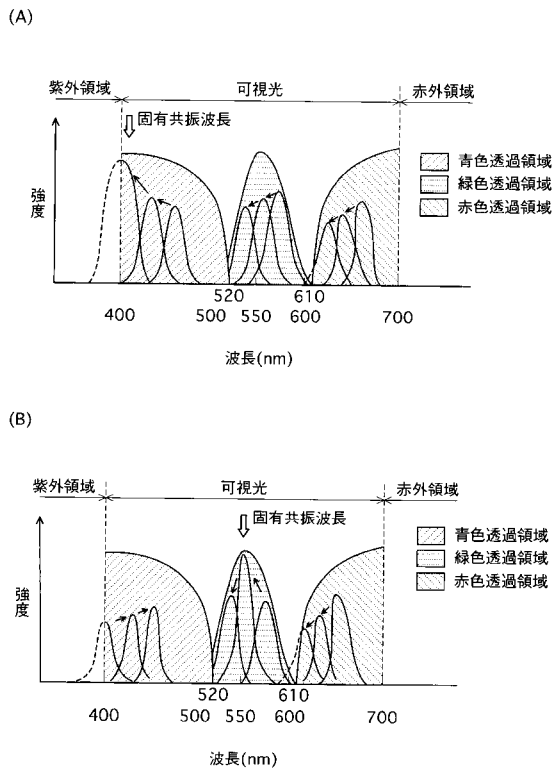 (A)
紫外領域
可視光
赤外領域
固有共振波長
強度
青色透過領域
緑色透過領域
赤色透過領域
520
610
400
500
550
600
700
波長(nm)
(B)
紫外領域
可視光
赤外領域
固有共振波長
強度
青色透過領域
緑色透過領域
赤色透過領域
520
610
400
500
550
600
700
波長(nm)